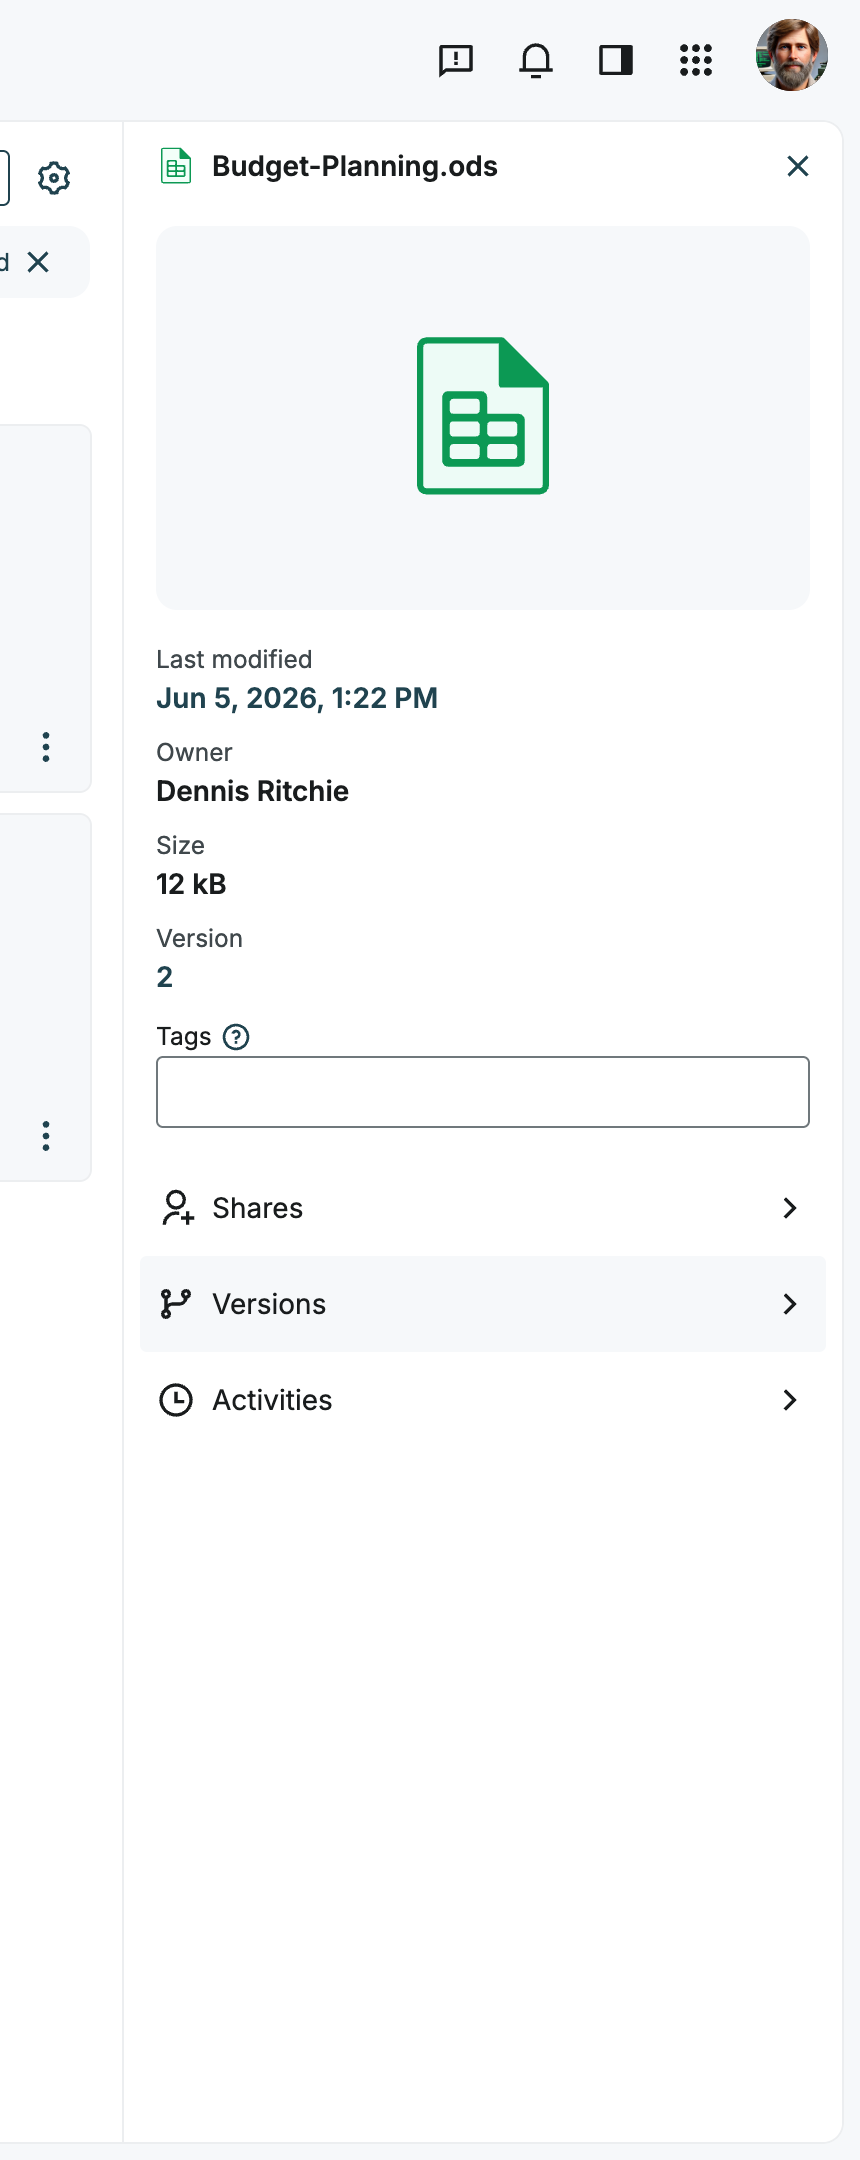 Budget-Planning.ods
d
Last modified
Jun 5, 2026, 1:22 PM
Owner
Dennis Ritchie
Size
12 kB
Version
2
Tags
Shares
Versions
Activities